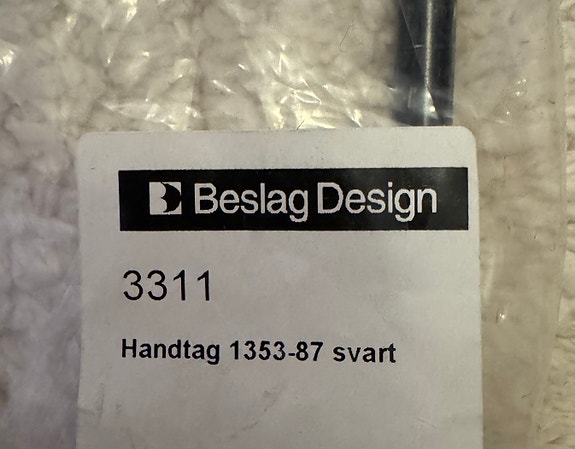 Beslag Design
3311
Handtag 1353-87 svart